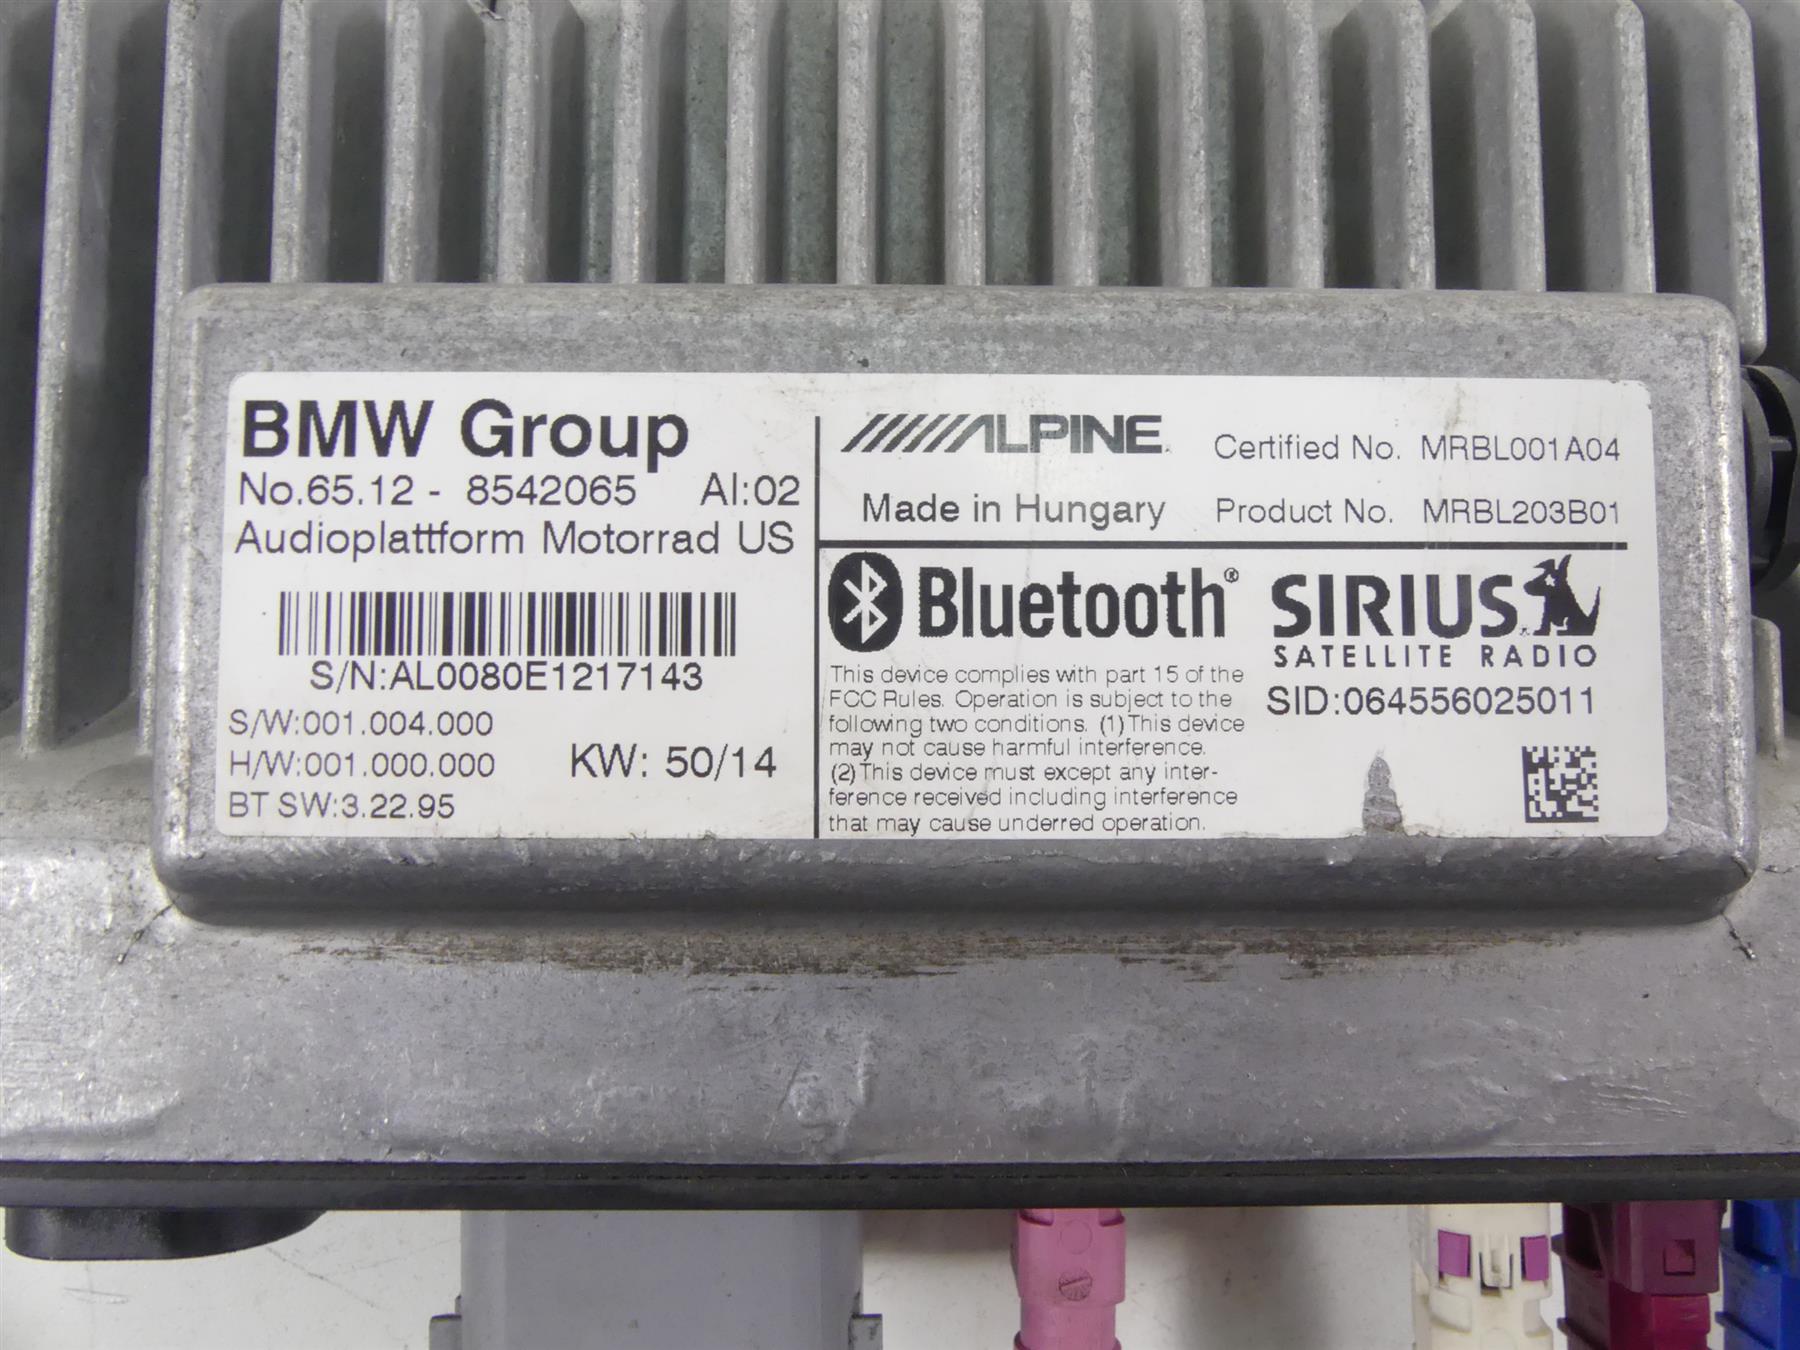 BMW Group
No.65.12 - 8542065 AI:02
Audioplattform Motorrad US
S/N:AL0080E1217143
S/W:001.004.000
H/W:001.000.000 KW: 50/14
BT SW:3.22.95
ALPINE Certified No. MRBL001A04
Made in Hungary Product No. MRBL203B01
Bluetooth®
SIRIUS
SATELLITE RADIO
SID:064556025011
This device complies with part 15 of the
FCC Rules. Operation is subject to the
following two conditions. (1) This device
may not cause harmful interference.
(2) This device must except any inter-
ference received including interference
that may cause underred operation.